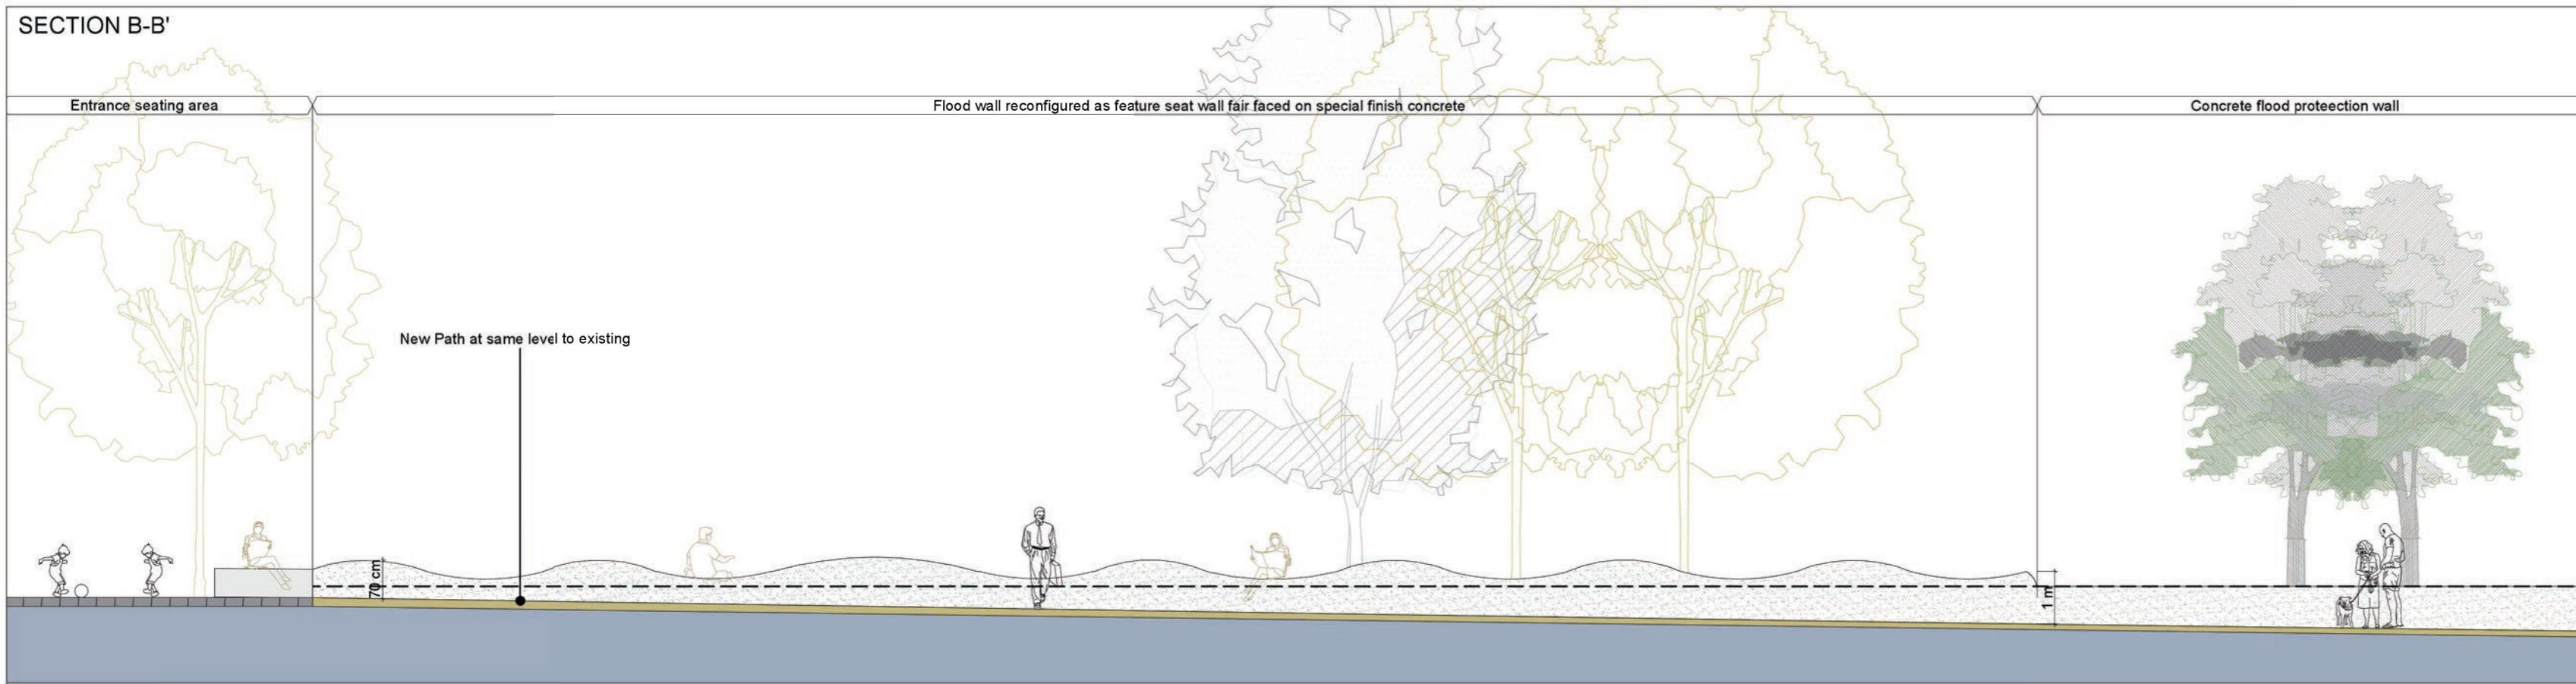 SECTION B-B'
Entrance seating area
Flood wall reconfigured as feature seat wall fair faced on special finish concrete
Concrete flood proteection wall
New Path at same level to existing
70 cm
1 m